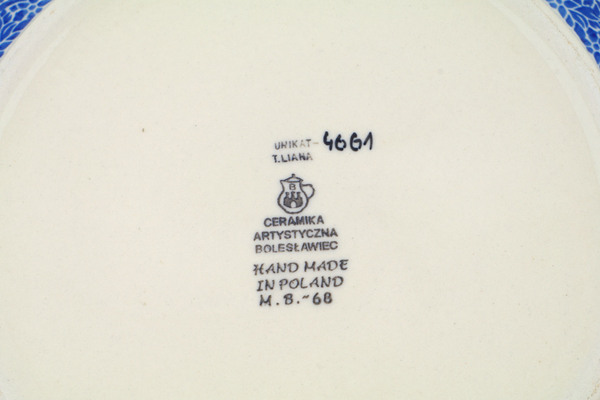 UNIKAT- 4661
T.LIANA
B
CERAMIKA
ARTYSTYCZNA
BOLESŁAWIEC
HAND MADE
IN POLAND
M.B.-68